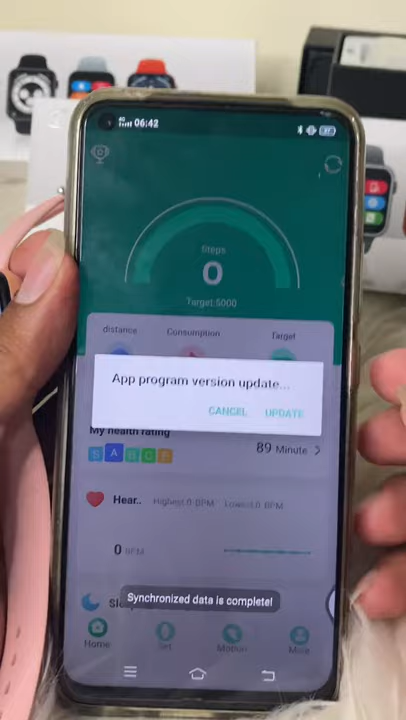 4G
06:42
Steps
0
Target:5000
distance
Consumption
Target
App program version update...
CANCEL
UPDATE
My health rating
S A B C E
89 Minute
Hear..
Highest:0 BPM
Lowest:0 BPM
0 BPM
Synchronized data is complete!
Home
Set
Motion
Mine